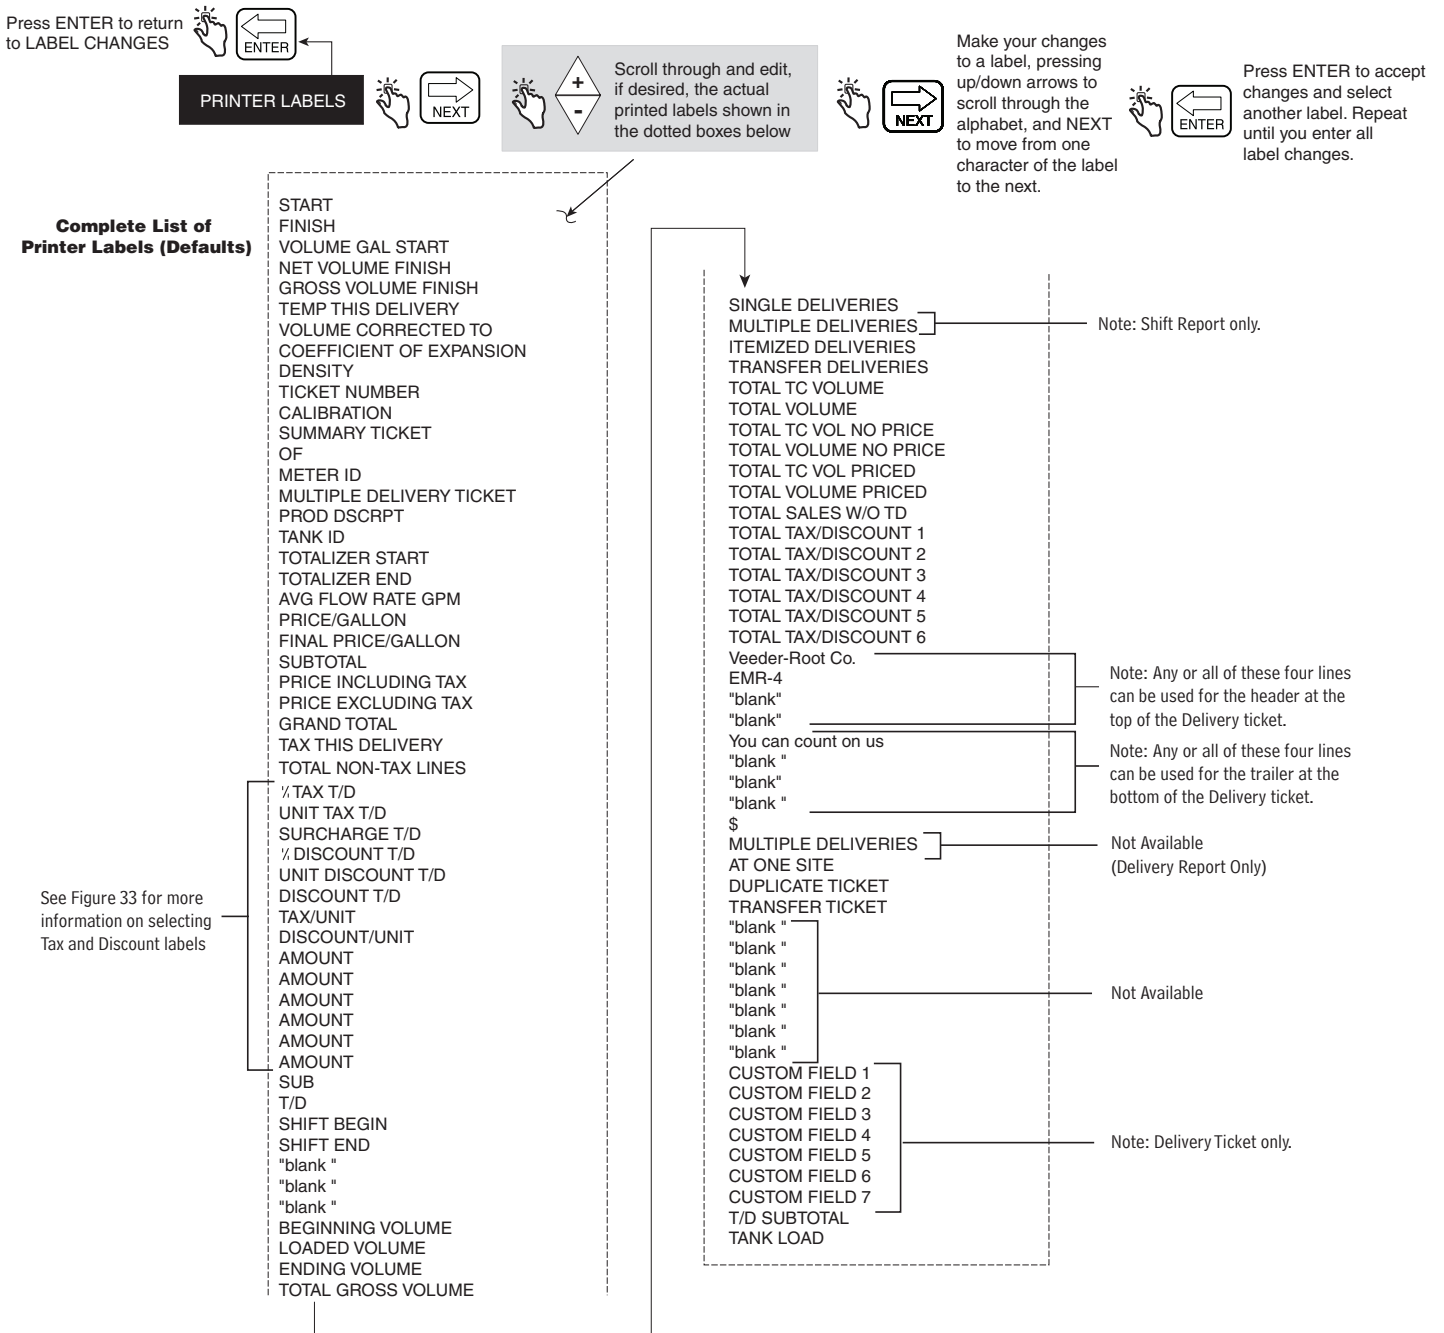 Press ENTER to return
to LABEL CHANGES
ENTER
PRINTER LABELS
NEXT
+
-
Scroll through and edit,
if desired, the actual
printed labels shown in
the dotted boxes below
NEXT
Make your changes
to a label, pressing
up/down arrows to
scroll through the
alphabet, and NEXT
to move from one
character of the label
to the next.
ENTER
Press ENTER to accept
changes and select
another label. Repeat
until you enter all
label changes.
Complete List of
Printer Labels (Defaults)
START
FINISH
VOLUME GAL START
NET VOLUME FINISH
GROSS VOLUME FINISH
TEMP THIS DELIVERY
VOLUME CORRECTED TO
COEFFICIENT OF EXPANSION
DENSITY
TICKET NUMBER
CALIBRATION
SUMMARY TICKET
OF
METER ID
MULTIPLE DELIVERY TICKET
PROD DSCRPT
TANK ID
TOTALIZER START
TOTALIZER END
AVG FLOW RATE GPM
PRICE/GALLON
FINAL PRICE/GALLON
SUBTOTAL
PRICE INCLUDING TAX
PRICE EXCLUDING TAX
GRAND TOTAL
TAX THIS DELIVERY
TOTAL NON-TAX LINES
% TAX T/D
UNIT TAX T/D
SURCHARGE T/D
% DISCOUNT T/D
UNIT DISCOUNT T/D
DISCOUNT T/D
TAX/UNIT
DISCOUNT/UNIT
AMOUNT
AMOUNT
AMOUNT
AMOUNT
AMOUNT
AMOUNT
SUB
T/D
SHIFT BEGIN
SHIFT END
"blank "
"blank "
"blank "
BEGINNING VOLUME
LOADED VOLUME
ENDING VOLUME
TOTAL GROSS VOLUME
See Figure 33 for more
information on selecting
Tax and Discount labels
SINGLE DELIVERIES
MULTIPLE DELIVERIES
ITEMIZED DELIVERIES
TRANSFER DELIVERIES
TOTAL TC VOLUME
TOTAL VOLUME
TOTAL TC VOL NO PRICE
TOTAL VOLUME NO PRICE
TOTAL TC VOL PRICED
TOTAL VOLUME PRICED
TOTAL SALES W/O TD
TOTAL TAX/DISCOUNT 1
TOTAL TAX/DISCOUNT 2
TOTAL TAX/DISCOUNT 3
TOTAL TAX/DISCOUNT 4
TOTAL TAX/DISCOUNT 5
TOTAL TAX/DISCOUNT 6
Veeder-Root Co.
EMR-4
"blank"
"blank"
You can count on us
"blank "
"blank"
"blank "
$
MULTIPLE DELIVERIES
AT ONE SITE
DUPLICATE TICKET
TRANSFER TICKET
"blank "
"blank "
"blank "
"blank "
"blank "
"blank "
"blank "
CUSTOM FIELD 1
CUSTOM FIELD 2
CUSTOM FIELD 3
CUSTOM FIELD 4
CUSTOM FIELD 5
CUSTOM FIELD 6
CUSTOM FIELD 7
T/D SUBTOTAL
TANK LOAD
Note: Shift Report only.
Note: Any or all of these four lines
can be used for the header at the
top of the Delivery ticket.
Note: Any or all of these four lines
can be used for the trailer at the
bottom of the Delivery ticket.
Not Available
(Delivery Report Only)
Not Available
Note: Delivery Ticket only.